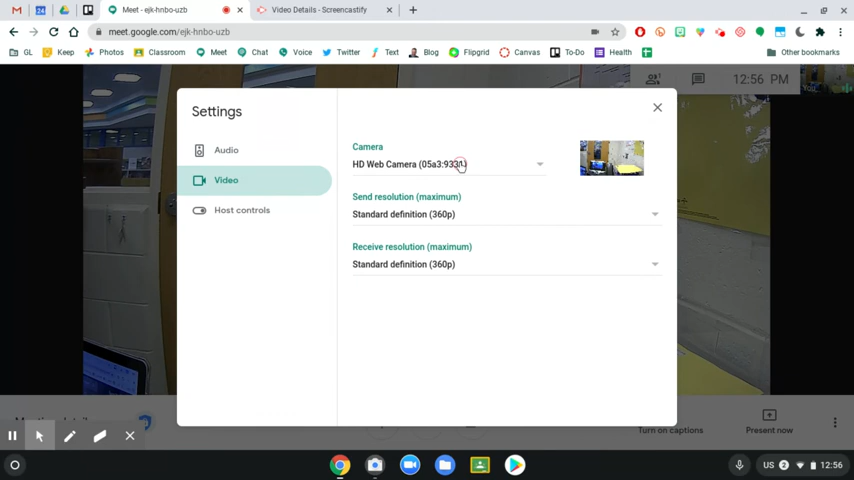 Meet - ejk-hnbo-uzb
Video Details - Screencastify
meet.google.com/ejk-hnbo-uzb
GL
Keep
Photos
Classroom
Meet
Chat
Voice
Twitter
Text
Blog
Flipgrid
Canvas
To-Do
Health
Other bookmarks
12:56 PM
You
Settings
Audio
Video
Host controls
Camera
HD Web Camera (05a3:9331)
Send resolution (maximum)
Standard definition (360p)
Receive resolution (maximum)
Standard definition (360p)
Turn on captions
Present now
US 2 12:56